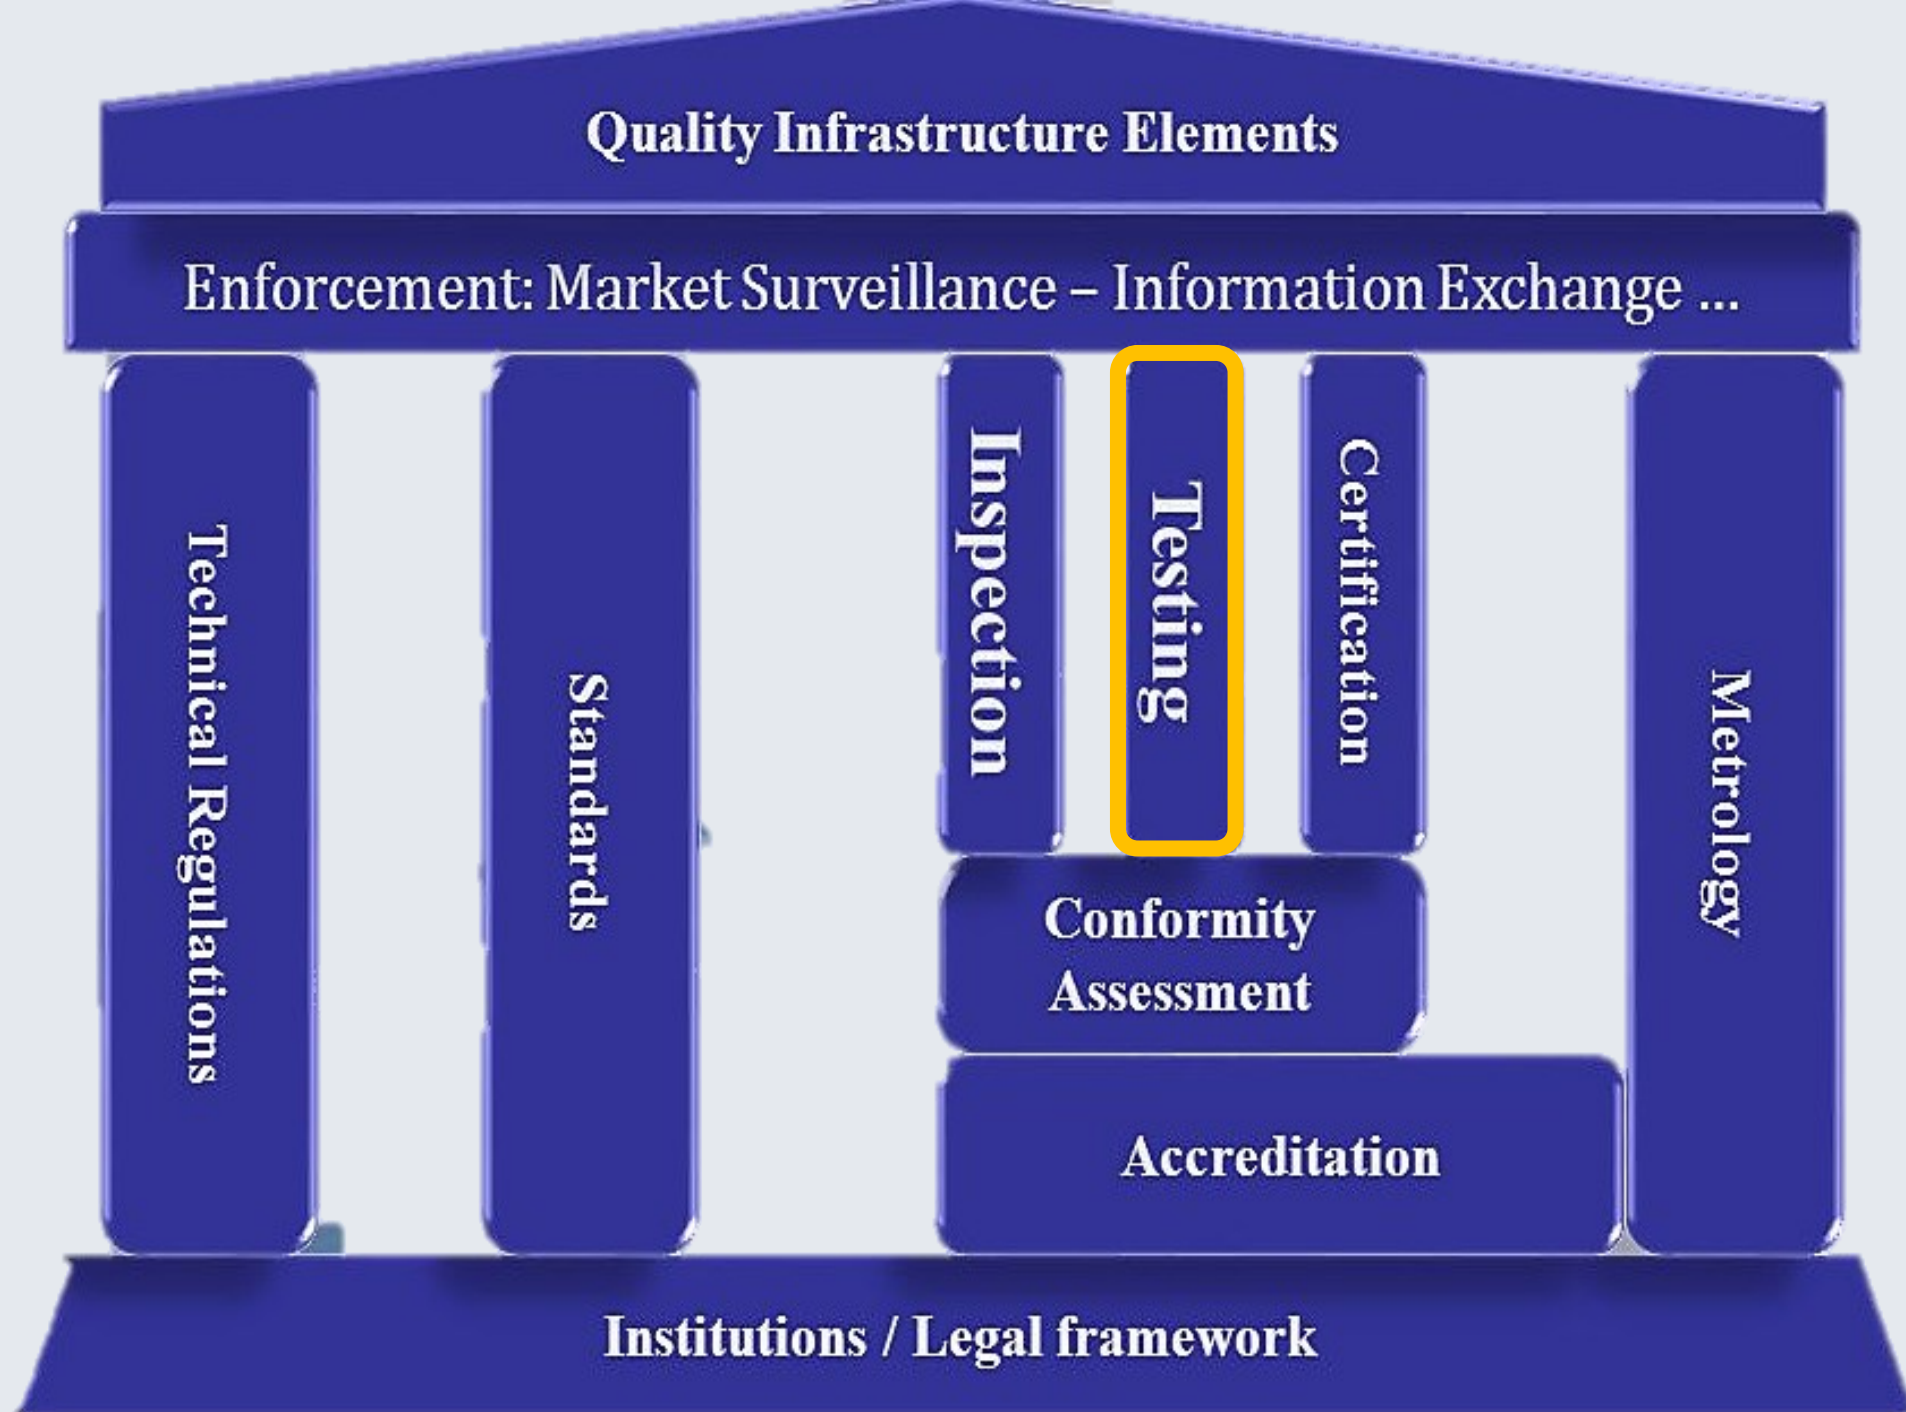 Quality Infrastructure Elements
Enforcement: Market Surveillance – Information Exchange ...
Technical Regulations
Standards
Inspection
Testing
Certification
Metrology
Conformity
Assessment
Accreditation
Institutions / Legal framework